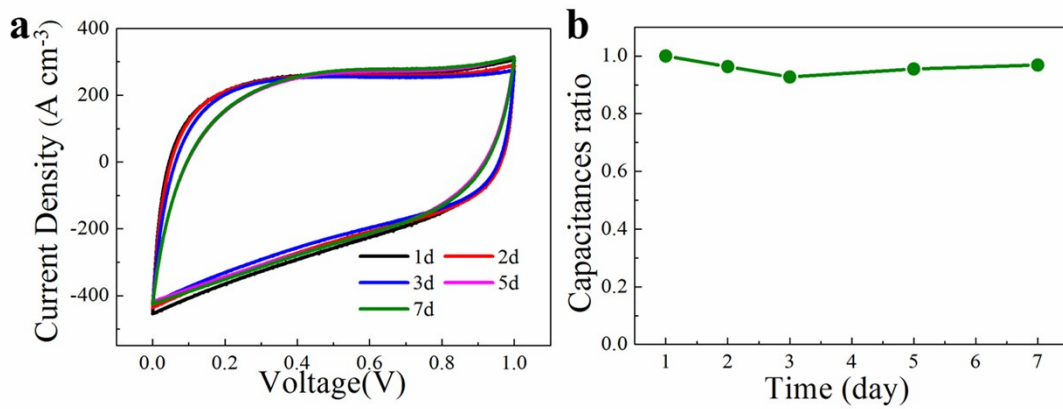 a
Current Density (A cm-3)
400
200
0
-200
-400
1d 2d
3d 5d
7d
0.0 0.2 0.4 0.6 0.8 1.0
Voltage(V)
b
Capacitances ratio
1.0
0.8
0.6
0.4
0.2
0.0
1 2 3 4 5 6 7
Time (day)